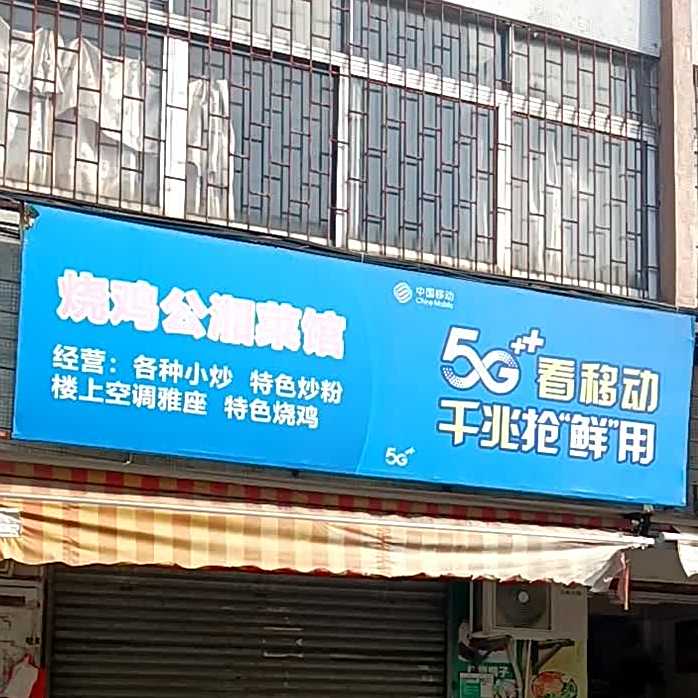 烧鸡公湘菜馆
经营：各种小炒 特色炒粉
楼上空调雅座 特色烧鸡
中国移动
China Mobile
5G++ 看移动
千兆抢“鲜”用
5G++